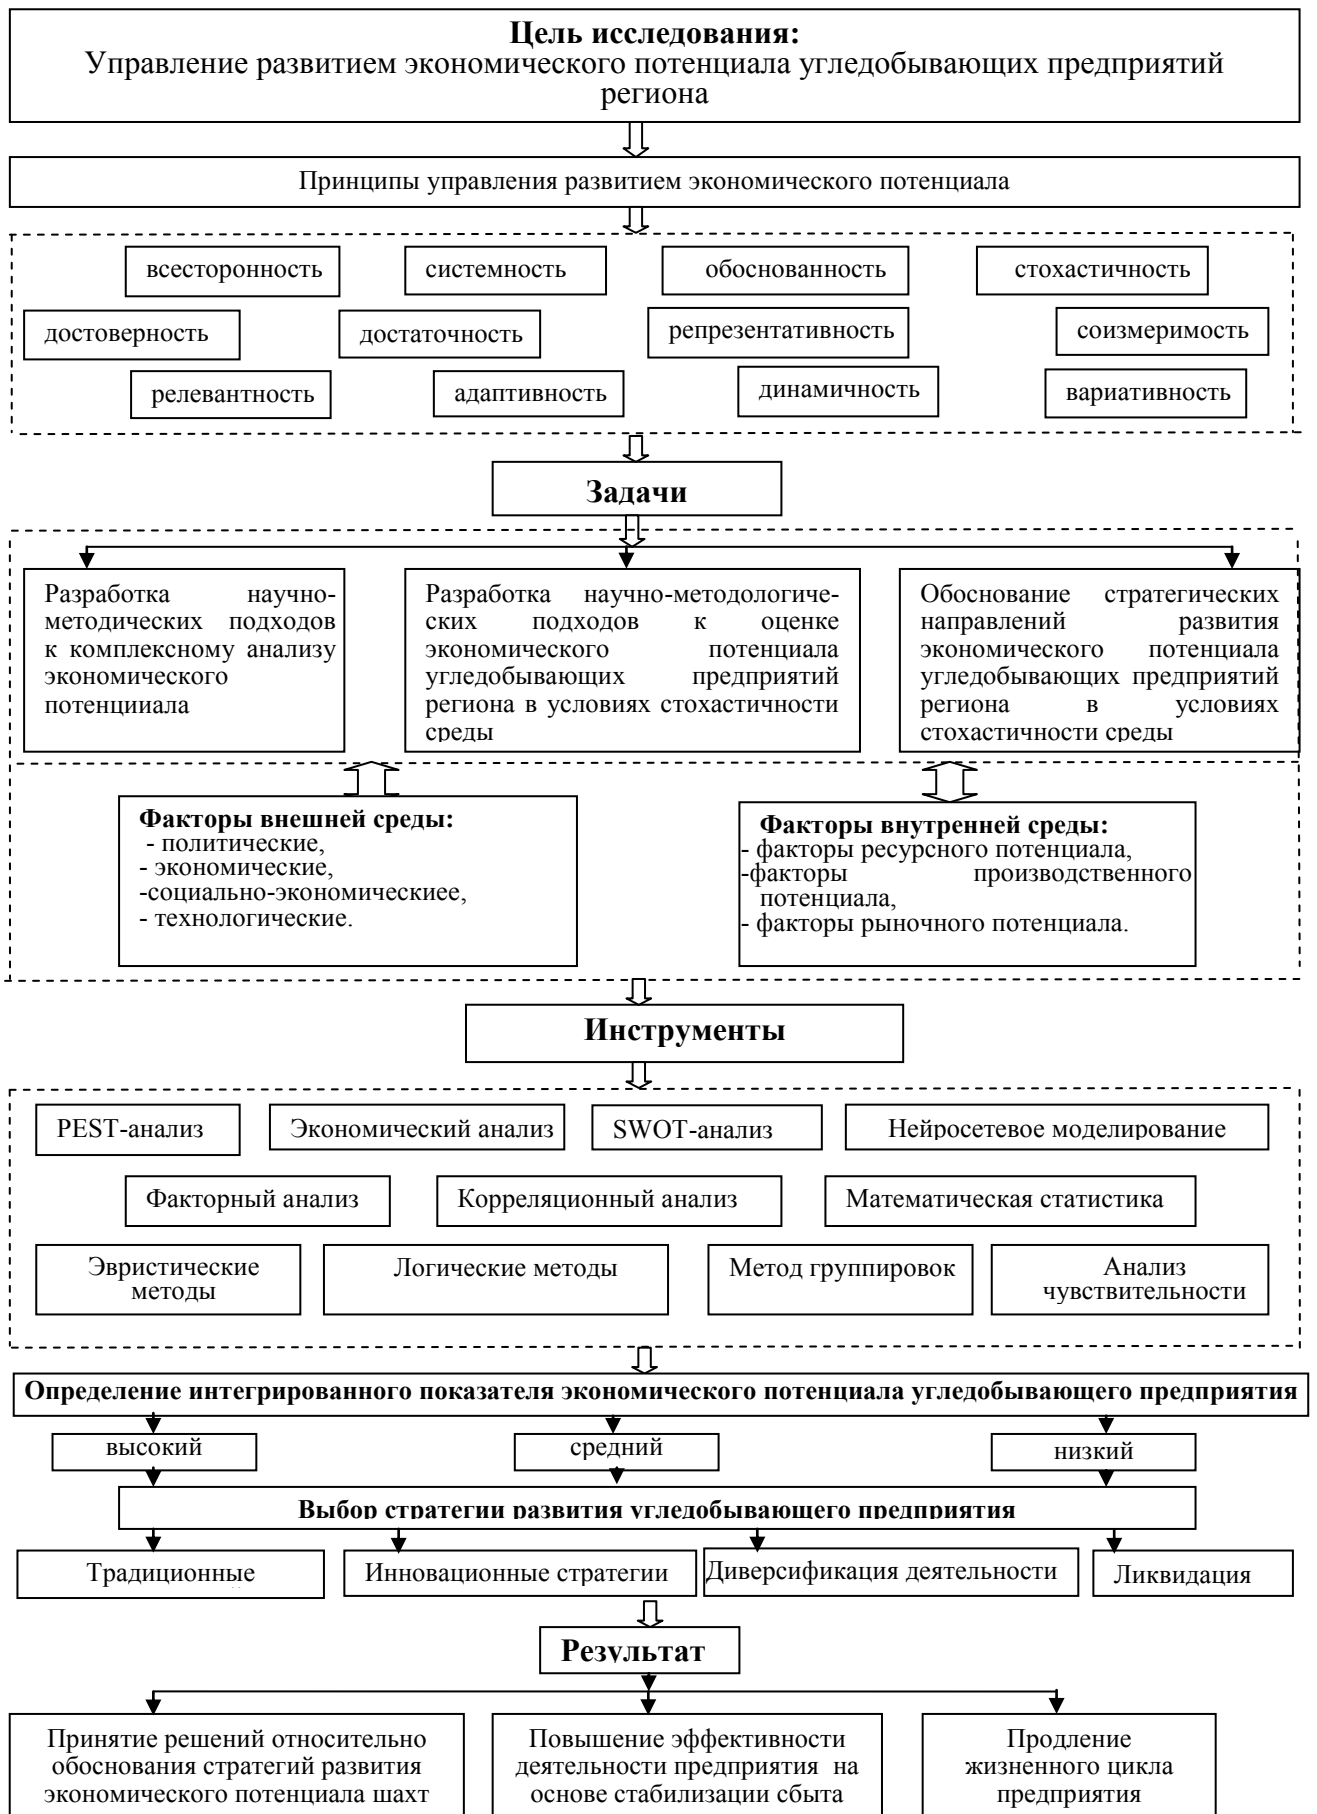 Цель исследования:
Управление развитием экономического потенциала угледобывающих предприятий
региона
Принципы управления развитием экономического потенциала
всесторонность системность обоснованность стохастичность
достоверность достаточность репрезентативность соизмеримость
релевантность адаптивность динамичность вариативность
Задачи
Разработка научно-
методических подходов
к комплексному анализу
экономического
потенцииала
Разработка научно-методологиче-
ских подходов к оценке
экономического потенциала
угледобывающих предприятий
региона в условиях стохастичности
среды
Обоснование стратегических
направлений развития
экономического потенциала
угледобывающих предприятий
региона в условиях
стохастичности среды
Факторы внешней среды:
- политические,
- экономические,
-социально-экономическиее,
- технологические.
Факторы внутренней среды:
- факторы ресурсного потенциала,
-факторы производственного
потенциала,
- факторы рыночного потенциала.
Инструменты
PEST-анализ Экономический анализ SWOT-анализ Нейросетевое моделирование
Факторный анализ Корреляционный анализ Математическая статистика
Эвристические
методы
Логические методы
Метод группировок
Анализ
чувствительности
Определение интегрированного показателя экономического потенциала угледобывающего предприятия
высокий средний низкий
Выбор стратегии развития угледобывающего предприятия
Традиционные Инновационные стратегии Диверсификация деятельности Ликвидация
Результат
Принятие решений относительно
обоснования стратегий развития
экономического потенциала шахт
Повышение эффективности
деятельности предприятия на
основе стабилизации сбыта
Продление
жизненного цикла
предприятия